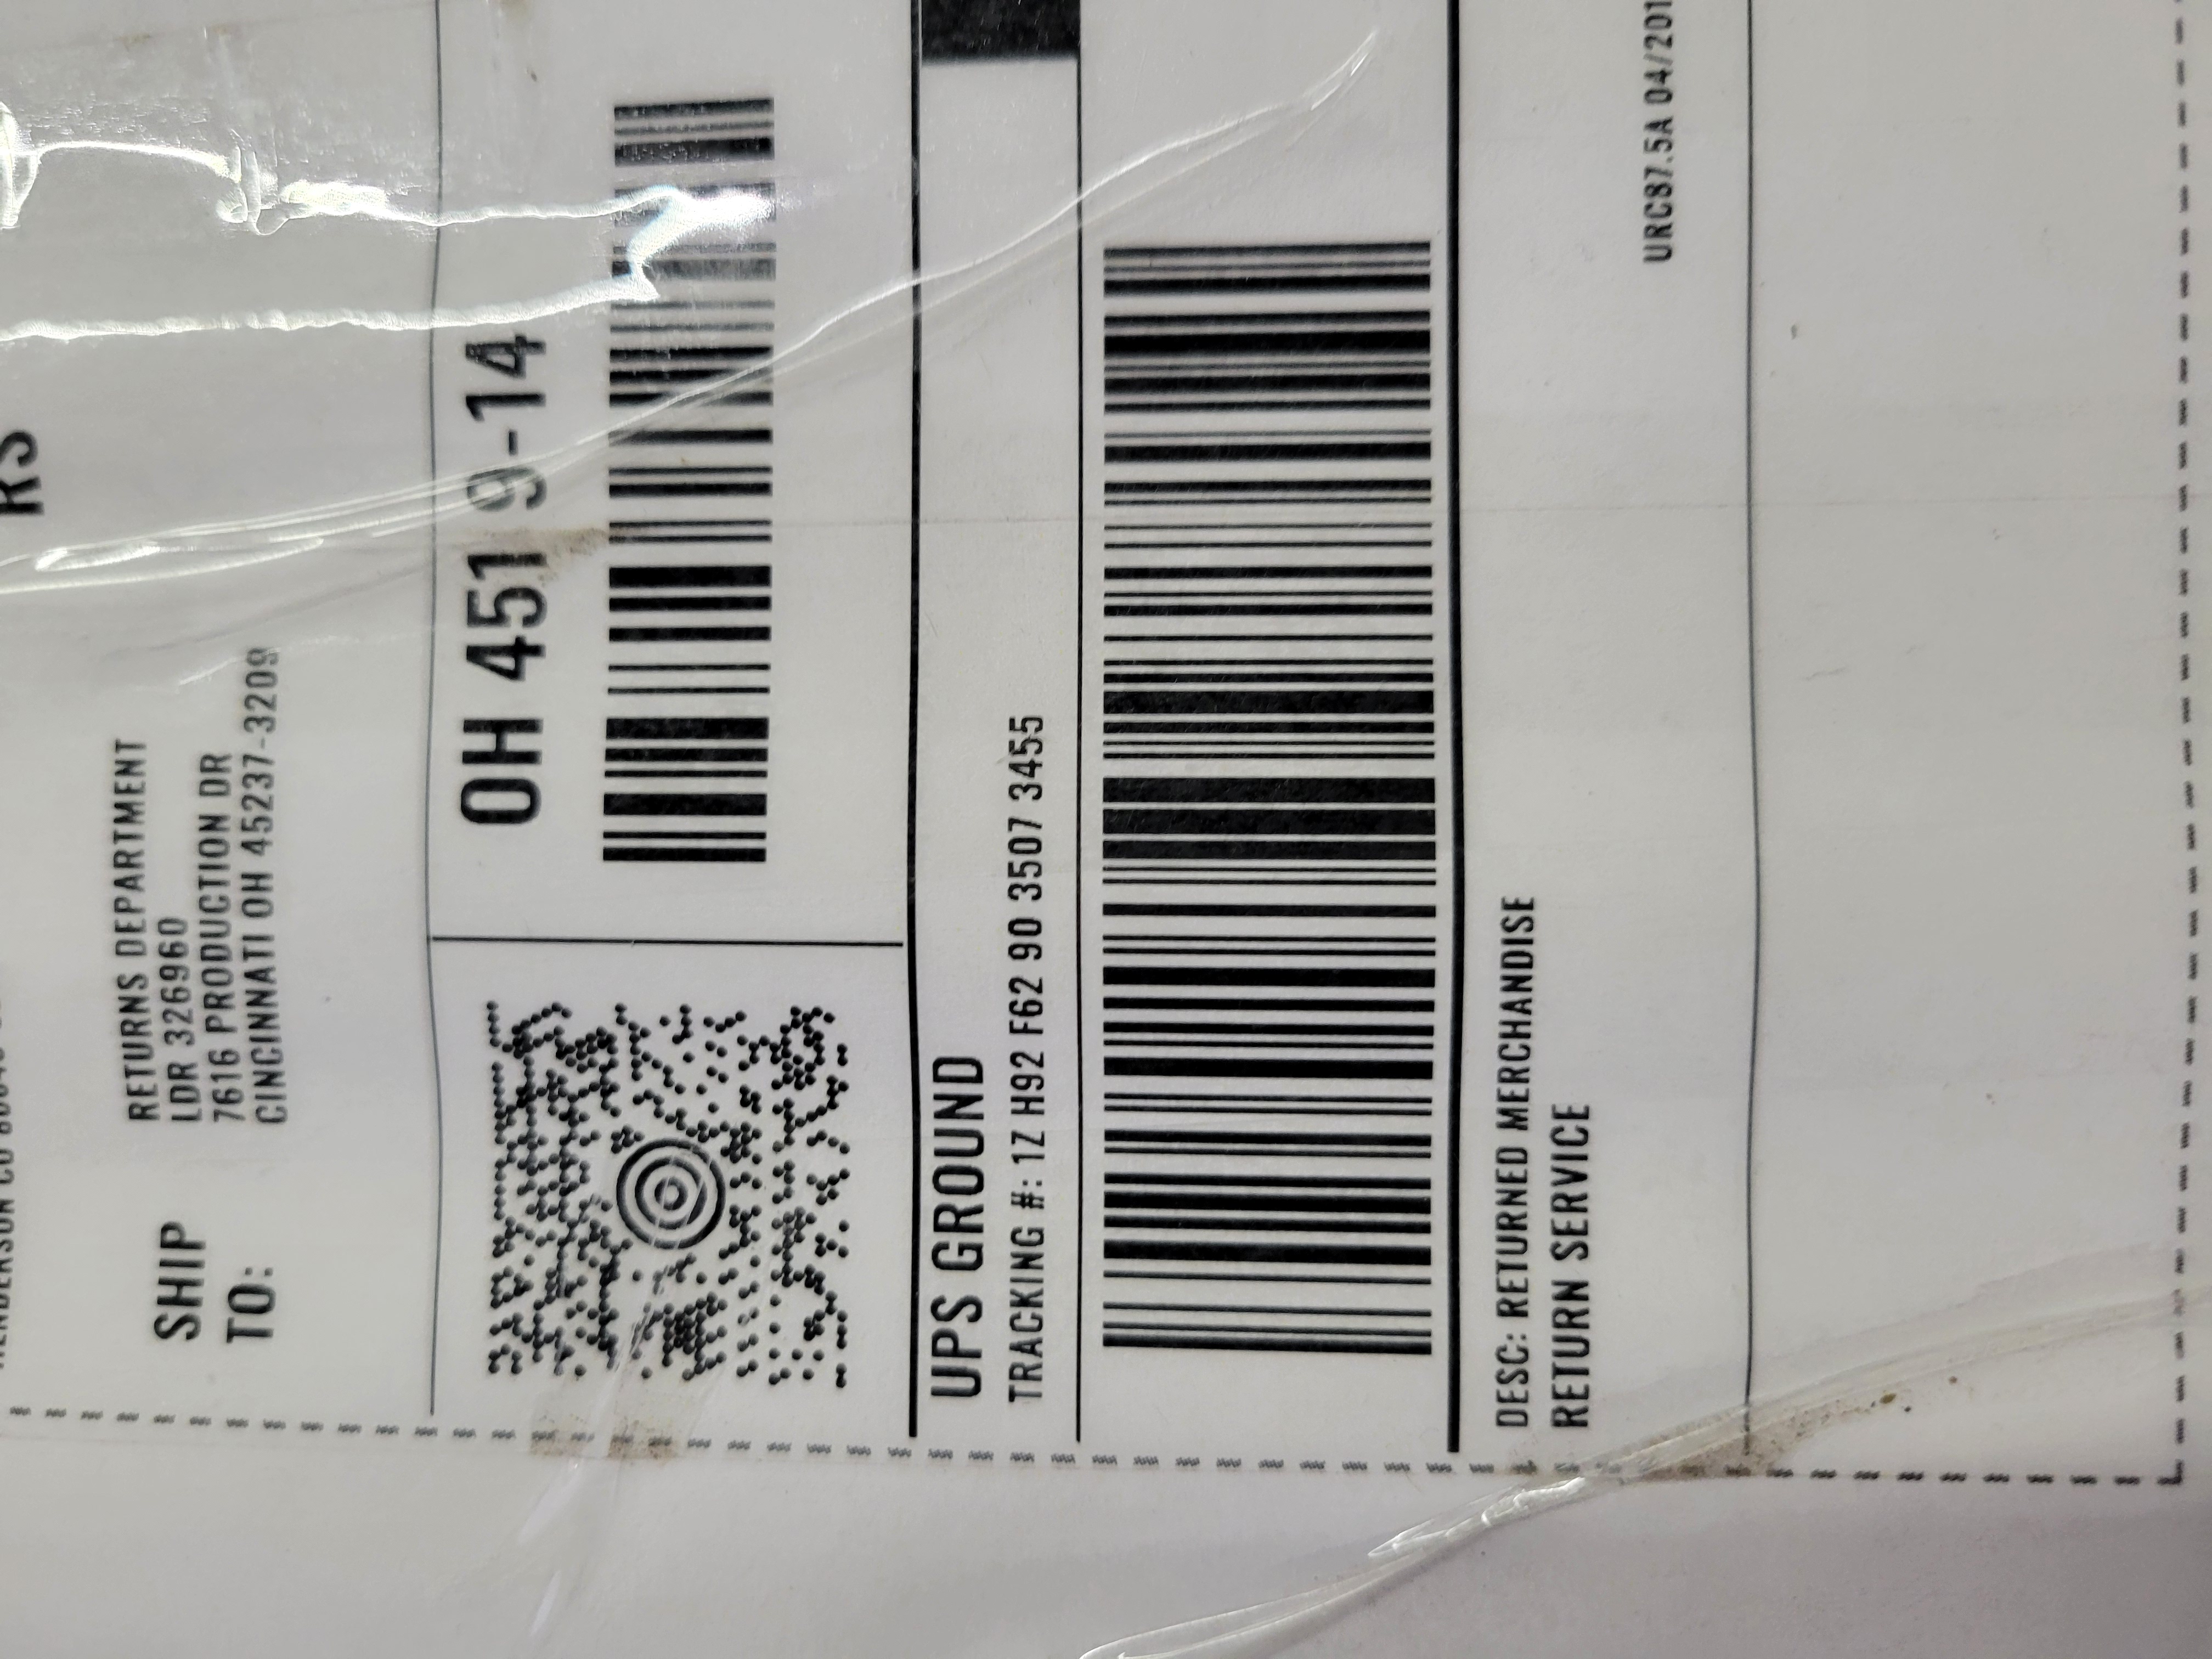 RS
SHIP
TO:
RETURNS DEPARTMENT
LDR 326960
7616 PRODUCTION DR
CINCINNATI OH 45237-3209
OH 451 9-14
UPS GROUND
TRACKING #: 1Z H92 F62 90 3507 3455
DESC: RETURNED MERCHANDISE
RETURN SERVICE
URC87.5A 04/201